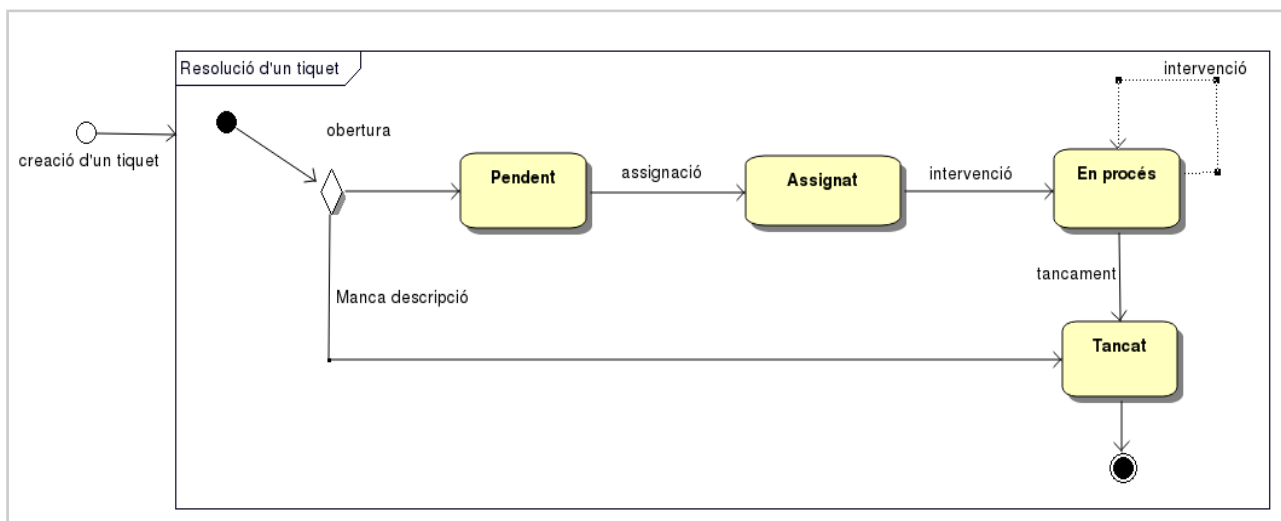 Resolució d'un tiquet
intervenció
obertura
creació d'un tiquet
Pendent
assignació
Assignat
intervenció
En procés
tancament
Manca descripció
Tancat